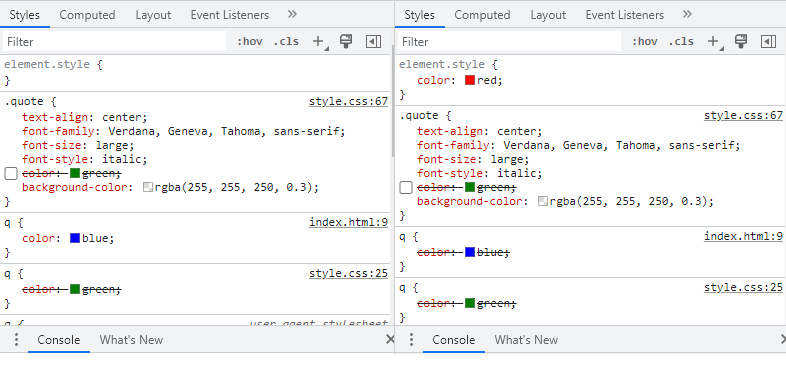 Styles Computed Layout Event Listeners »
Filter :hov .cls +
element.style {
}
.quote { style.css:67
text-align: center;
font-family: Verdana, Geneva, Tahoma, sans-serif;
font-size: large;
font-style: italic;
color: green;
background-color: rgba(255, 255, 250, 0.3);
}
q { index.html:9
color: blue;
}
q { style.css:25
color: green;
}
q { user agent stylesheet
Console What's New
Styles Computed Layout Event Listeners »
Filter :hov .cls +
element.style {
color: red;
}
.quote { style.css:67
text-align: center;
font-family: Verdana, Geneva, Tahoma, sans-serif;
font-size: large;
font-style: italic;
color: green;
background-color: rgba(255, 255, 250, 0.3);
}
q { index.html:9
color: blue;
}
q { style.css:25
color: green;
}
Console What's New